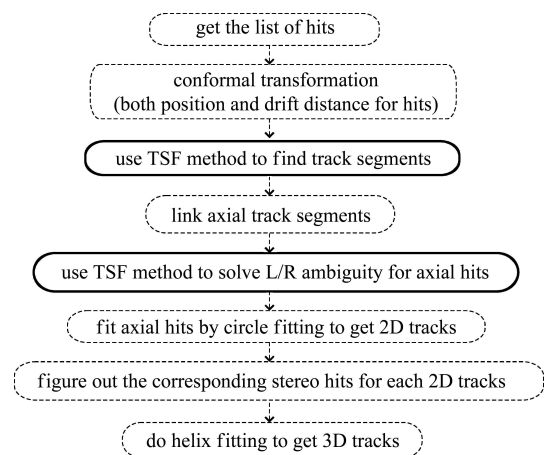 get the list of hits
conformal transformation
(both position and drift distance for hits)
use TSF method to find track segments
link axial track segments
use TSF method to solve L/R ambiguity for axial hits
fit axial hits by circle fitting to get 2D tracks
figure out the corresponding stereo hits for each 2D tracks
do helix fitting to get 3D tracks